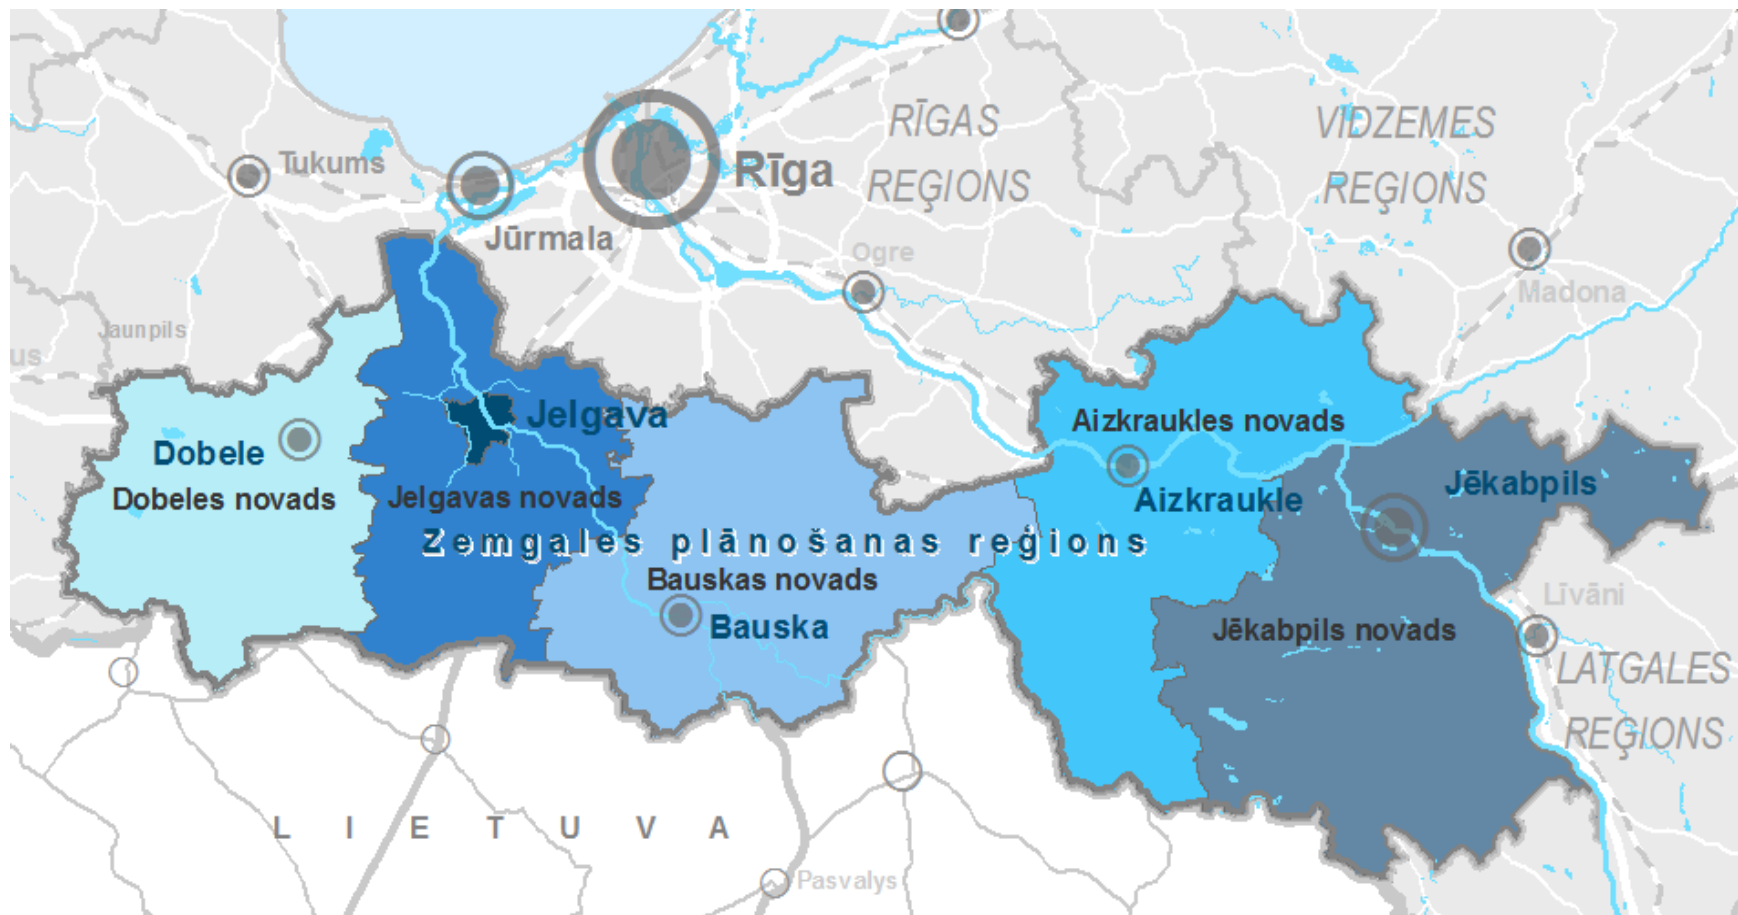 RĪGAS
REĢIONS
VIDZEMES
REĢIONS
Tukums
Rīga
Jūrmala
Ogre
Madona
Jaunpils
us
Jelgava
Aizkraukles novads
Dobele
Dobeles novads
Jelgavas novads
Aizkraukle
Jēkabpils
Zemgales plānošanas reģions
Bauskas novads
Bauska
Jēkabpils novads
Līvāni
LATGALES
REĢIONS
LIETUVA
Pasvalys